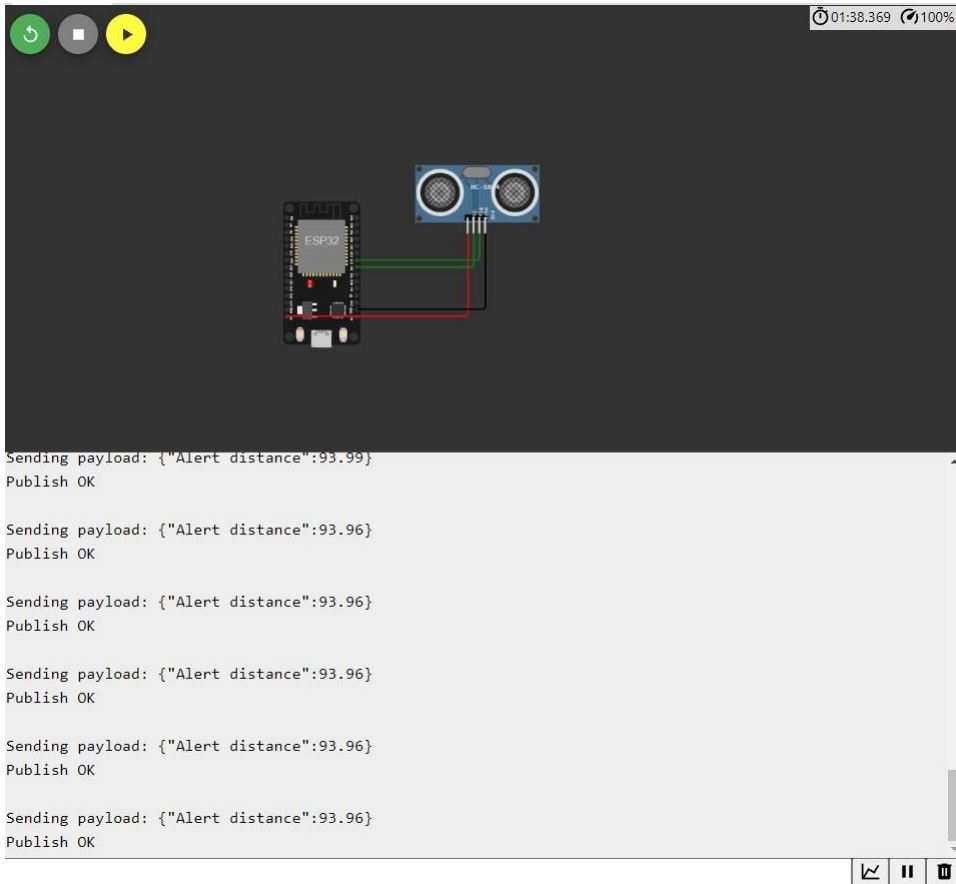 01:38.369 100%
ESP32
Sending payload: {"Alert distance":93.99}
Publish OK
Sending payload: {"Alert distance":93.96}
Publish OK
Sending payload: {"Alert distance":93.96}
Publish OK
Sending payload: {"Alert distance":93.96}
Publish OK
Sending payload: {"Alert distance":93.96}
Publish OK
Sending payload: {"Alert distance":93.96}
Publish OK